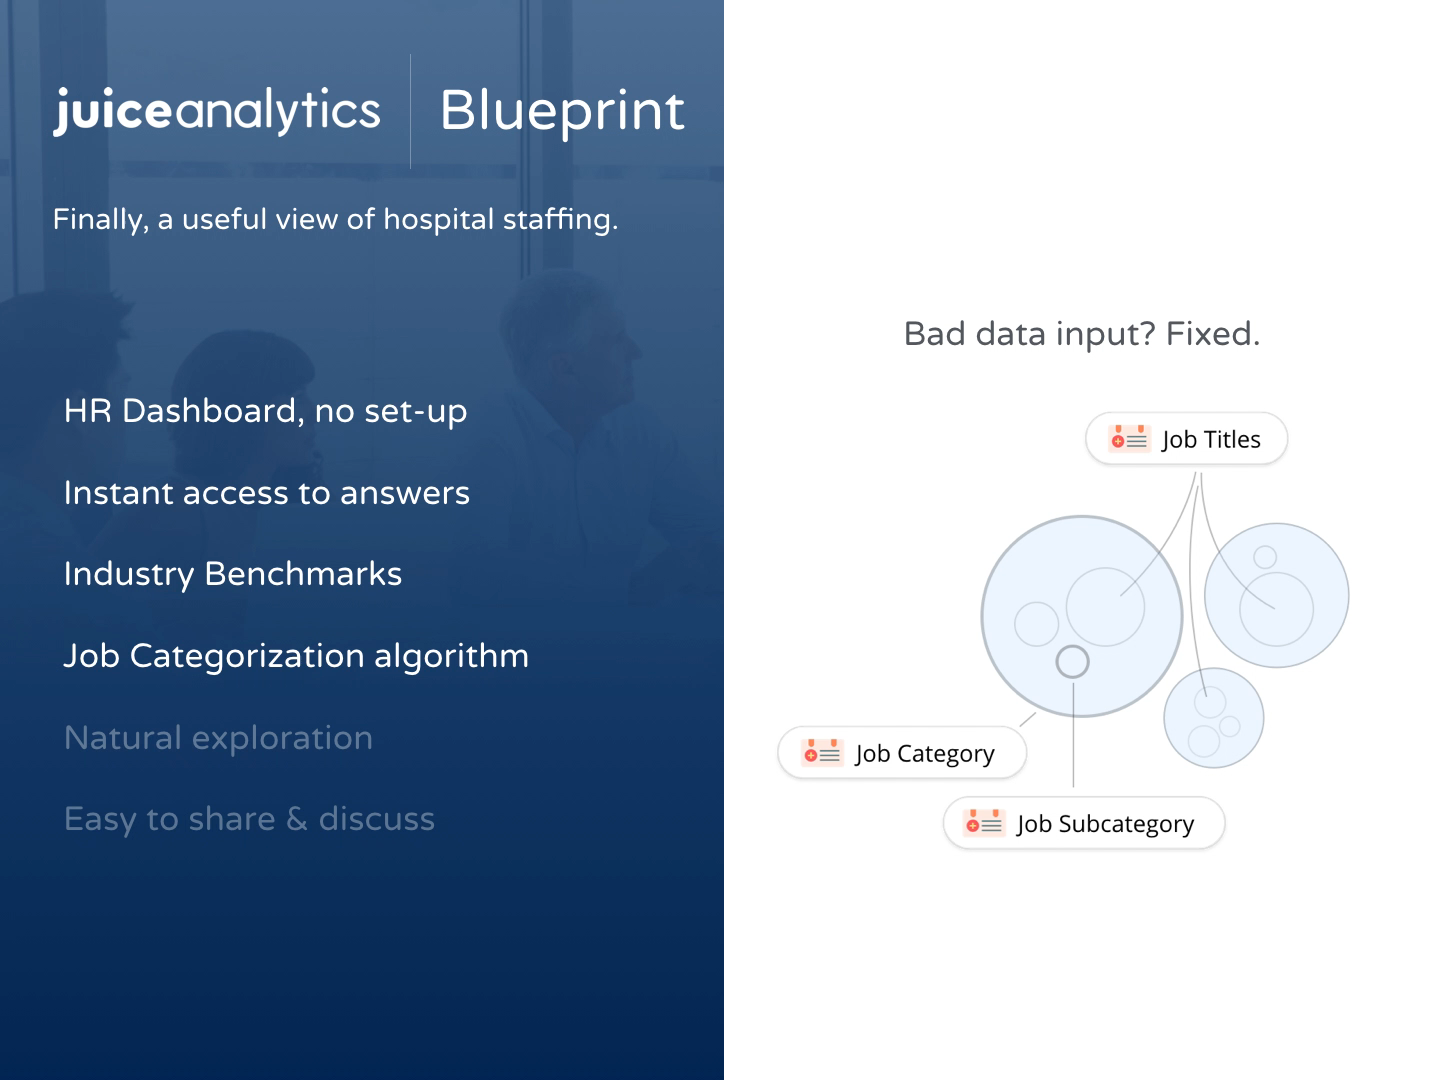 juiceanalytics | Blueprint
Finally, a useful view of hospital staffing.
HR Dashboard, no set-up
Instant access to answers
Industry Benchmarks
Job Categorization algorithm
Natural exploration
Easy to share & discuss
Bad data input? Fixed.
Job Titles
Job Category
Job Subcategory